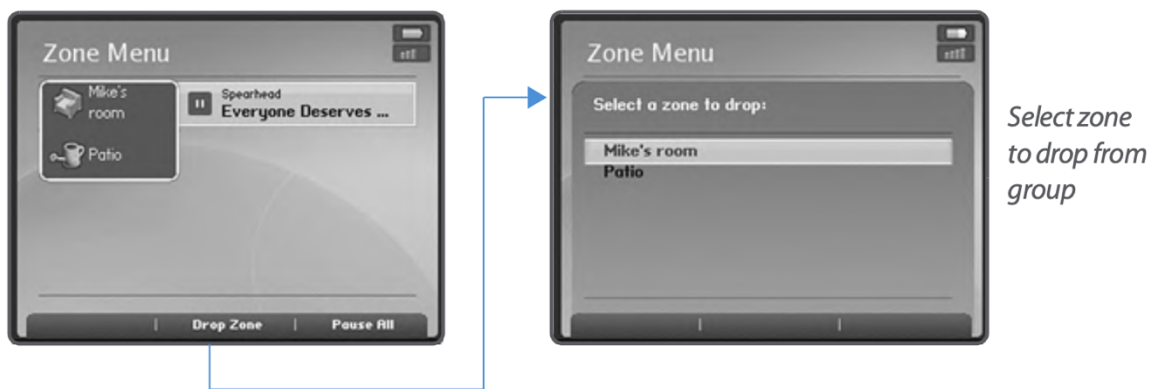 Zone Menu
Mike's
room
Spearhead
Everyone Deserves ...
Patio
Drop Zone | Pause All
Zone Menu
Select a zone to drop:
Mike's room
Patio
Select zone
to drop from
group